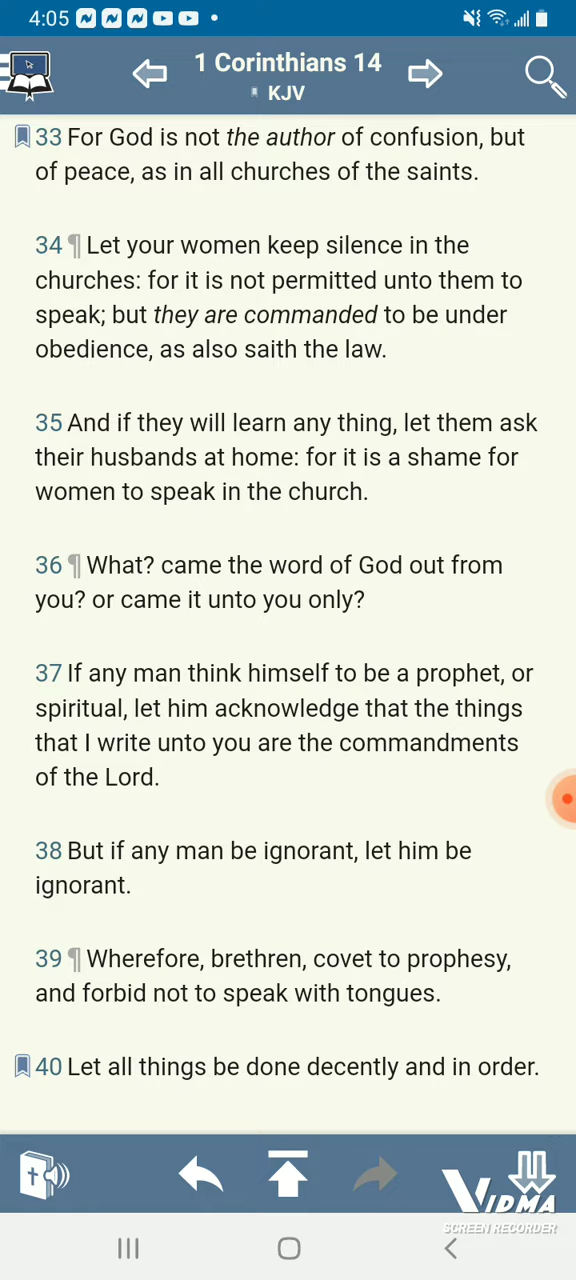 4:05
1 Corinthians 14
KJV
33 For God is not the author of confusion, but
of peace, as in all churches of the saints.
34 ¶ Let your women keep silence in the
churches: for it is not permitted unto them to
speak; but they are commanded to be under
obedience, as also saith the law.
35 And if they will learn any thing, let them ask
their husbands at home: for it is a shame for
women to speak in the church.
36 ¶ What? came the word of God out from
you? or came it unto you only?
37 If any man think himself to be a prophet, or
spiritual, let him acknowledge that the things
that I write unto you are the commandments
of the Lord.
38 But if any man be ignorant, let him be
ignorant.
39 ¶ Wherefore, brethren, covet to prophesy,
and forbid not to speak with tongues.
40 Let all things be done decently and in order.
VIDMA
SCREEN RECORDER